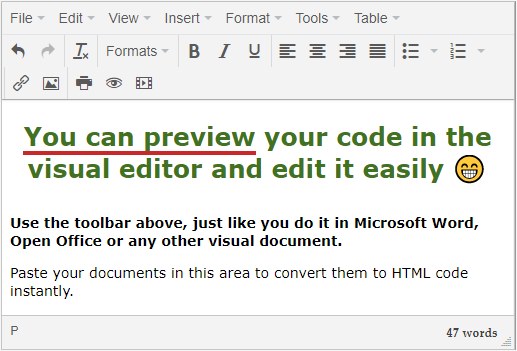 File Edit View Insert Format Tools Table
Formats B I U
You can preview your code in the
visual editor and edit it easily 😁
Use the toolbar above, just like you do it in Microsoft Word,
Open Office or any other visual document.
Paste your documents in this area to convert them to HTML code
instantly.
P 47 words